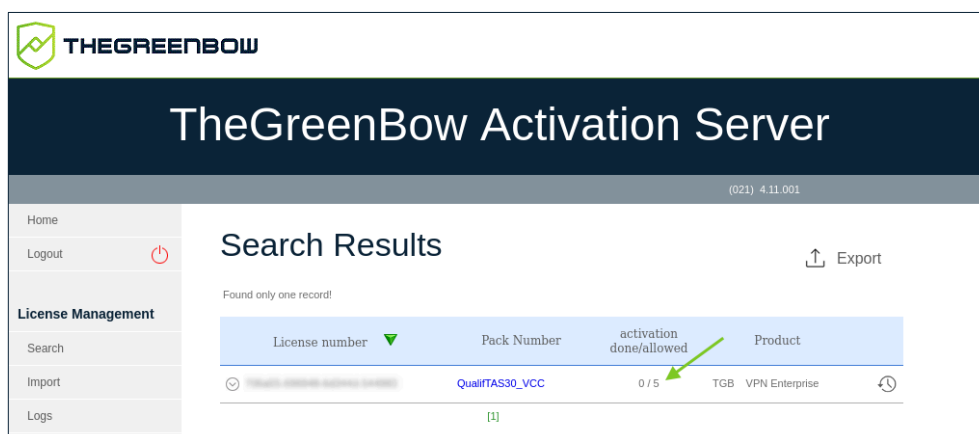 THEGREENBOW
TheGreenBow Activation Server
(021) 4.11.001
Home
Logout
License Management
Search
Import
Logs
Search Results
Export
Found only one record!
License number
Pack Number
activation done/allowed
Product
QualifTAS30_VCC
0 / 5
TGB VPN Enterprise
[1]